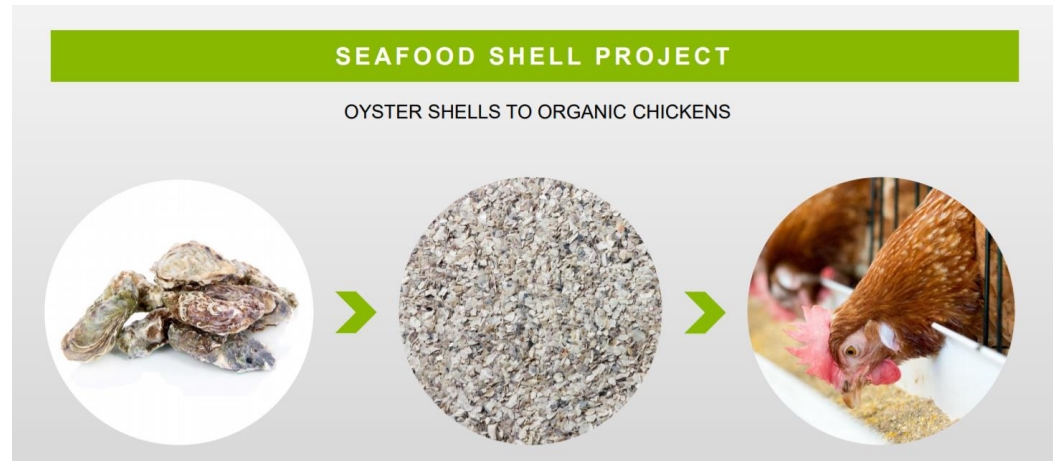 SEAFOOD SHELL PROJECT
OYSTER SHELLS TO ORGANIC CHICKENS